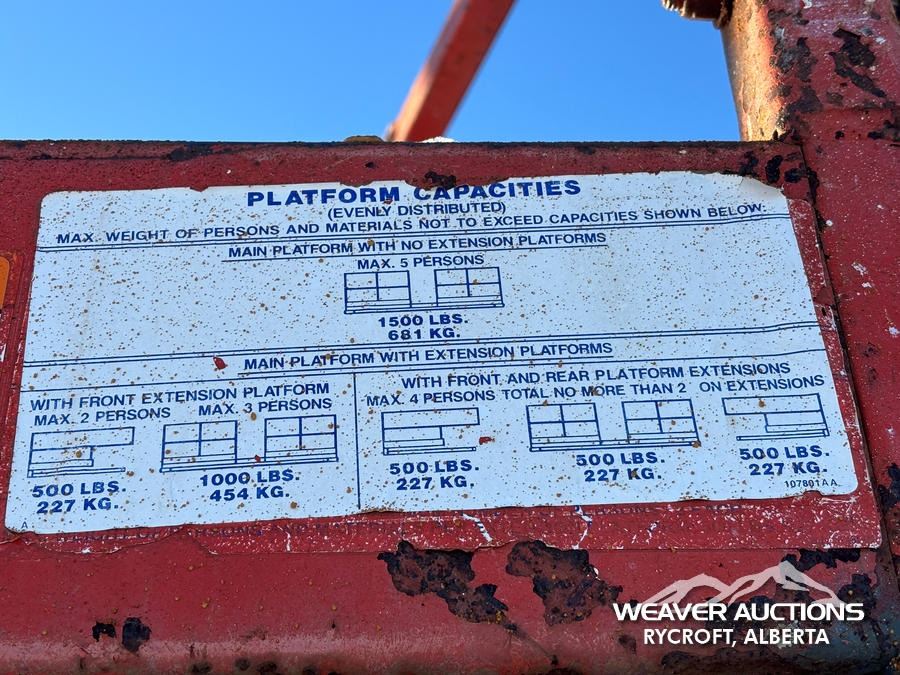 PLATFORM CAPACITIES
(EVENLY DISTRIBUTED)
MAX. WEIGHT OF PERSONS AND MATERIALS NOT TO EXCEED CAPACITIES SHOWN BELOW:
MAIN PLATFORM WITH NO EXTENSION PLATFORMS
MAX. 5 PERSONS
1500 LBS.
681 KG.
MAIN PLATFORM WITH EXTENSION PLATFORMS
WITH FRONT EXTENSION PLATFORM
MAX. 2 PERSONS MAX. 3 PERSONS
500 LBS.
227 KG.
1000 LBS.
454 KG.
WITH FRONT AND REAR PLATFORM EXTENSIONS
MAX. 4 PERSONS TOTAL NO MORE THAN 2 ON EXTENSIONS
500 LBS.
227 KG.
500 LBS.
227 KG.
500 LBS.
227 KG.
107801AA
A
WEAVER AUCTIONS
RYCROFT, ALBERTA